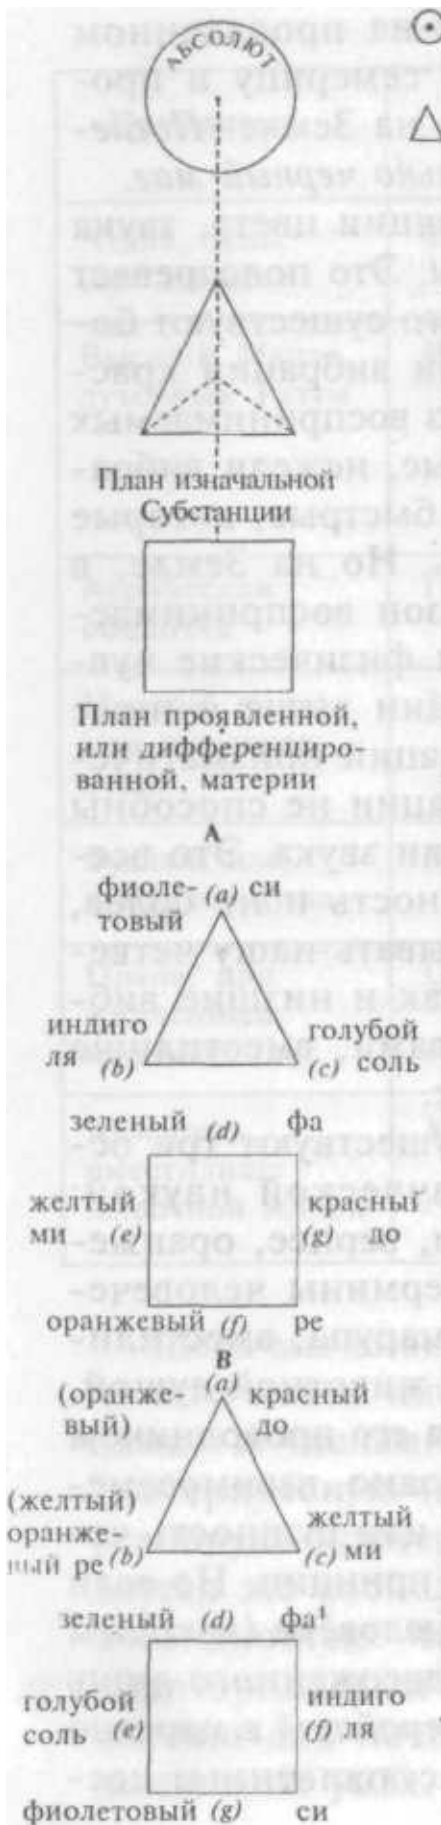 АБСОЛЮТ
План изначальной
Субстанции
План проявленной,
или дифференциро-
ванной, материи
А
фиоле- (a) си
товый
индиго голубой
ля (b) (c) соль
зеленый (d) фа
желтый красны
ми (e) (g) до
оранжевый (f) ре
В
(оранже- (a) красный
вый) до
(желтый)
оранже- желтый
вый ре (b) (c) ми
зеленый (d) фа¹
голубой индиго
соль (e) (f) ля
фиолетовый (g) си